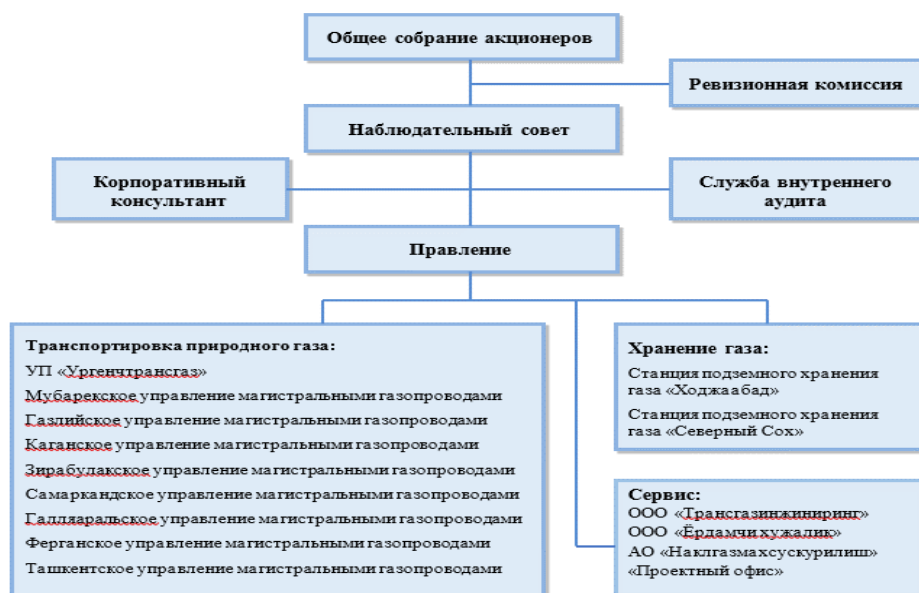 Общее собрание акционеров
Ревизионная комиссия
Наблюдательный совет
Корпоративный
консультант
Служба внутреннего
аудита
Правление
Транспортировка природного газа:
УП «Ургенчтрансгаз»
Мубарекское управление магистральными газопроводами
Газлийское управление магистральными газопроводами
Каганское управление магистральными газопроводами
Зирабулакское управление магистральными газопроводами
Самаркандское управление магистральными газопроводами
Галляаральское управление магистральными газопроводами
Ферганское управление магистральными газопроводами
Ташкентское управление магистральными газопроводами
Хранение газа:
Станция подземного хранения
газа «Ходжаабад»
Станция подземного хранения
газа «Северный Сох»
Сервис:
ООО «Трансгазинжиниринг»
ООО «Ёрдамчи хужалик»
АО «Наклгазмахсускурилиш»
«Проектный офис»